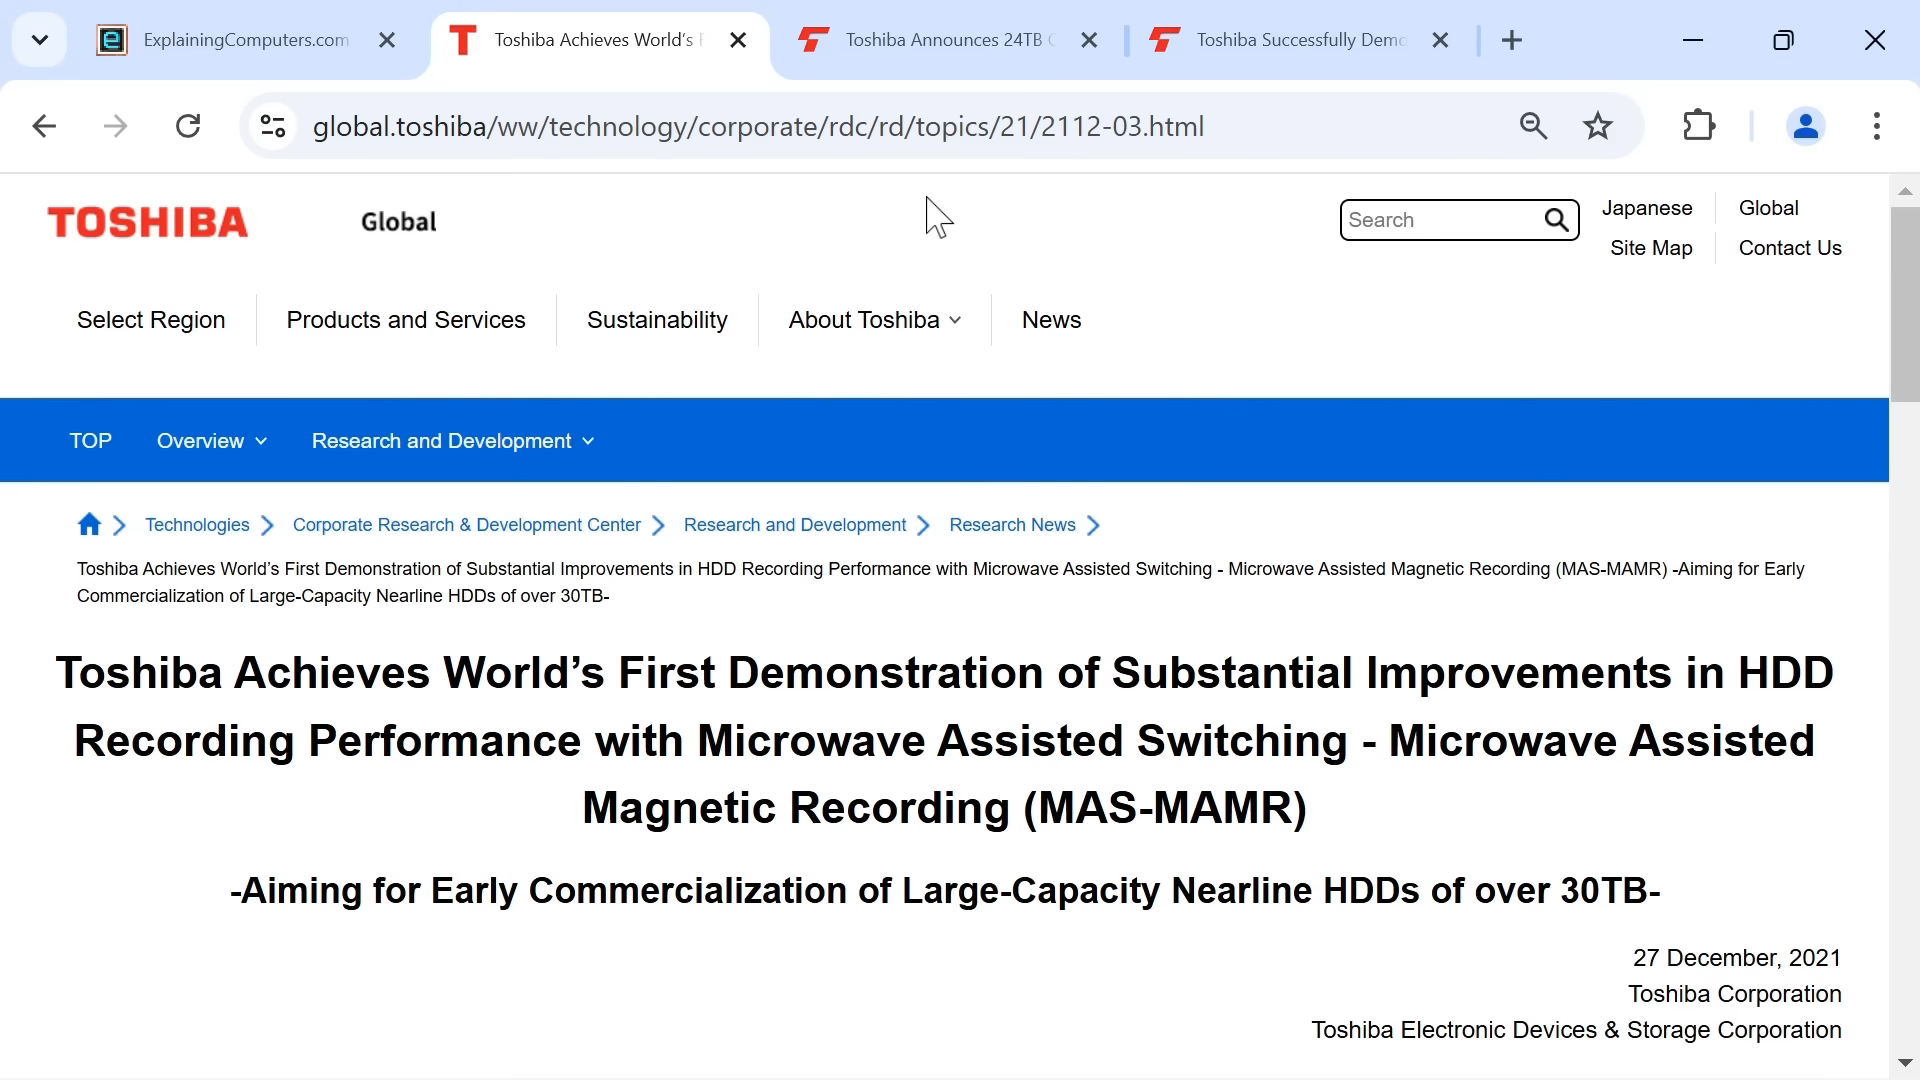 ExplainingComputers.com
Toshiba Achieves World's F
Toshiba Announces 24TB C
Toshiba Successfully Demo
global.toshiba/ww/technology/corporate/rdc/rd/topics/21/2112-03.html
TOSHIBA
Global
Search
Japanese
Global
Site Map
Contact Us
Select Region
Products and Services
Sustainability
About Toshiba
News
TOP
Overview
Research and Development
Technologies
Corporate Research & Development Center
Research and Development
Research News
Toshiba Achieves World’s First Demonstration of Substantial Improvements in HDD Recording Performance with Microwave Assisted Switching - Microwave Assisted Magnetic Recording (MAS-MAMR) -Aiming for Early
Commercialization of Large-Capacity Nearline HDDs of over 30TB-
Toshiba Achieves World’s First Demonstration of Substantial Improvements in HDD
Recording Performance with Microwave Assisted Switching - Microwave Assisted
Magnetic Recording (MAS-MAMR)
-Aiming for Early Commercialization of Large-Capacity Nearline HDDs of over 30TB-
27 December, 2021
Toshiba Corporation
Toshiba Electronic Devices & Storage Corporation